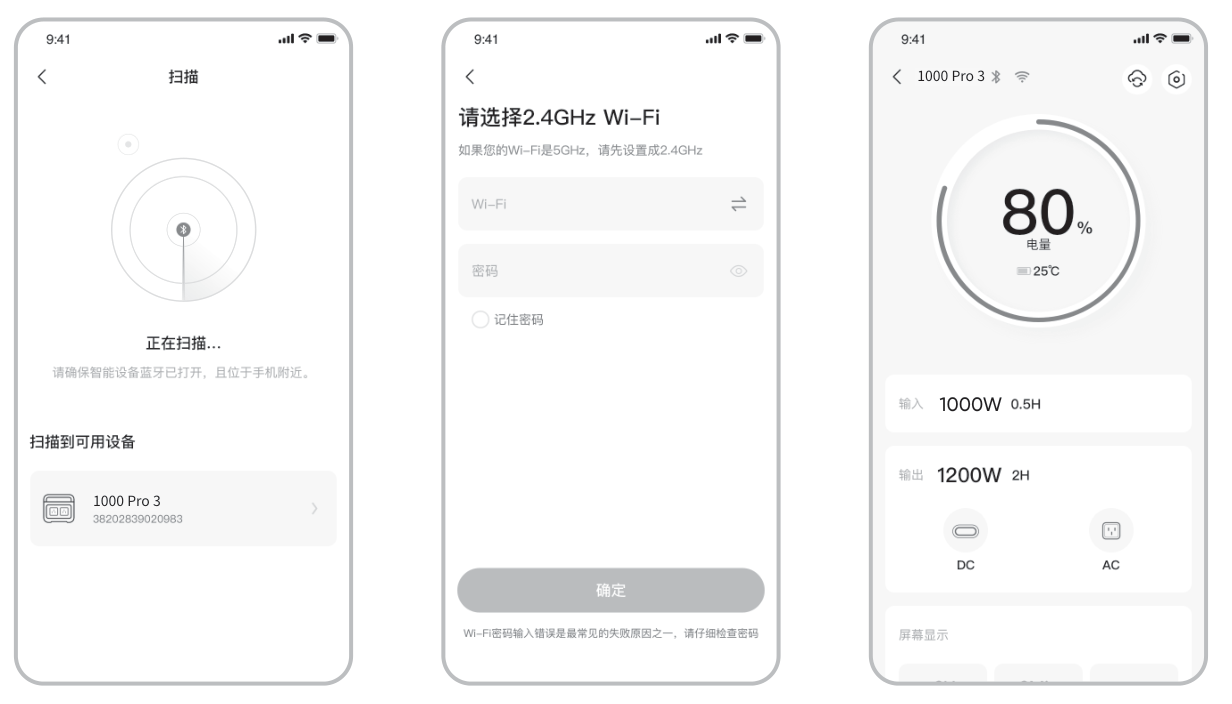 9:41
扫描
正在扫描...
请确保智能设备蓝牙已打开，且位于手机附近。
扫描到可用设备
1000 Pro 3
38202839020983
9:41
请选择2.4GHz Wi-Fi
如果您的Wi-Fi是5GHz，请先设置成2.4GHz
Wi-Fi
密码
记住密码
确定
Wi-Fi密码输入错误是最常见的失败原因之一，请仔细检查密码
9:41
1000 Pro 3
80%
电量
25℃
输入 1000W 0.5H
输出 1200W 2H
DC AC
屏幕显示